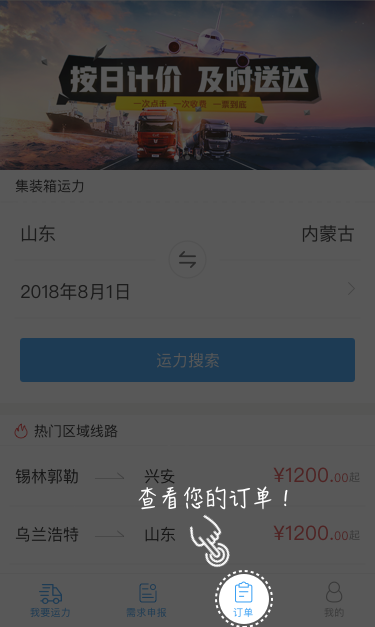 按日计价 及时送达
一次点击 一次收费 一票到底
集装箱运力
山东
内蒙古
2018年8月1日
运力搜索
热门区域线路
锡林郭勒 兴安 ¥1200.00起
查看您的订单！
乌兰浩特 山东 ¥1200.00起
我要运力 需求申报 订单 我的